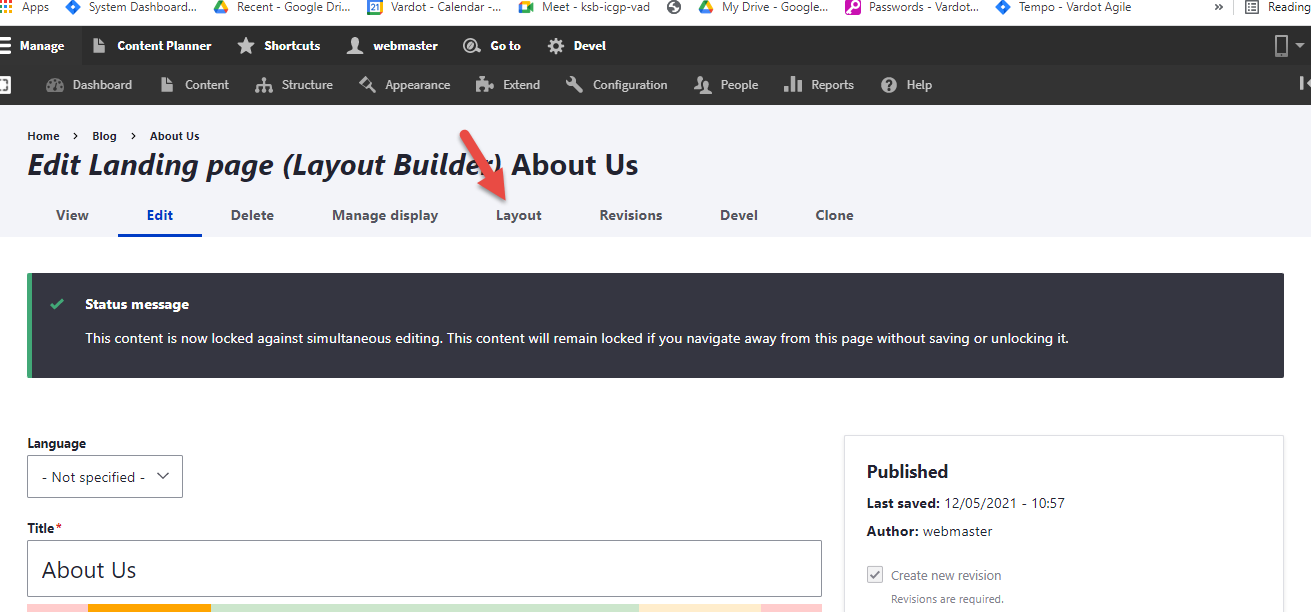 Apps System Dashboard... Recent - Google Dri... 21 Vardot - Calendar -... Meet - ksb-icgp-vad My Drive - Google... Passwords - Vardot... Tempo - Vardot Agile » Reading
Manage Content Planner Shortcuts webmaster Go to Devel
Dashboard Content Structure Appearance Extend Configuration People Reports Help
Home > Blog > About Us
Edit Landing page (Layout Builder) About Us
View Edit Delete Manage display Layout Revisions Devel Clone
Status message
This content is now locked against simultaneous editing. This content will remain locked if you navigate away from this page without saving or unlocking it.
Language
- Not specified -
Published
Last saved: 12/05/2021 - 10:57
Title*
Author: webmaster
About Us
Create new revision
Revisions are required.